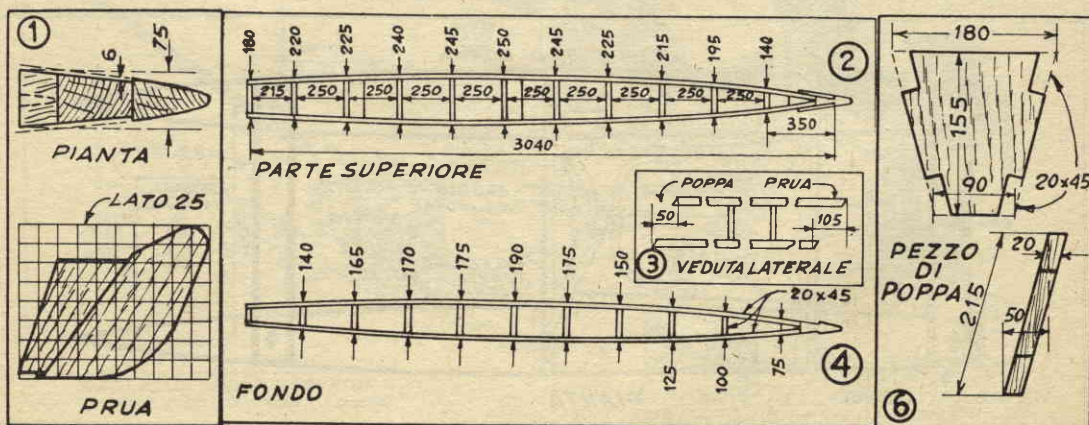 1
6
75
PIANTA
LATO 25
PRUA
180 220 225 240 245 250 245 225 215 195 140
2
215 250 250 250 250 250 250 250 250 250
350
3040
PARTE SUPERIORE
POPPA PRUA
50 105
3 VEDUTA LATERALE
140 165 170 175 190 175 150
20x45
4
125 100 75
FONDO
180
155
90
20x45
PEZZO
DI
POPPA
20
215
50
6